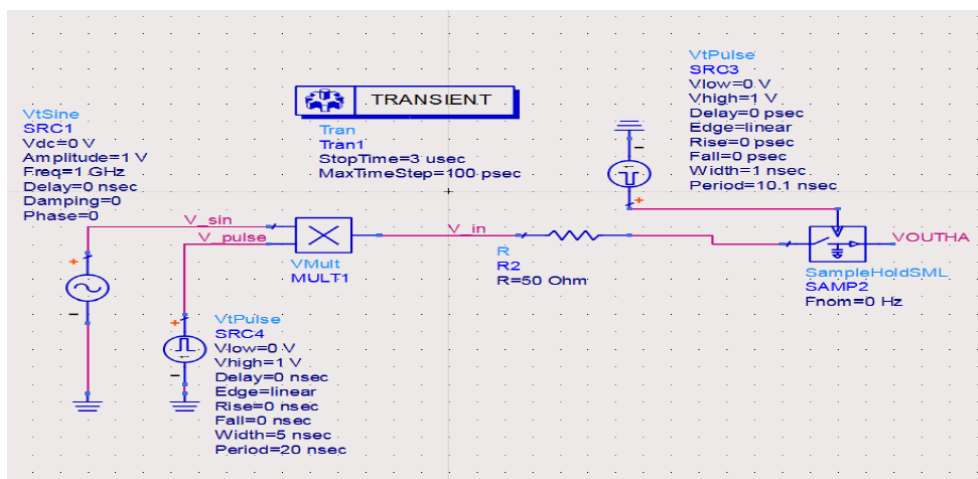 VtPulse
SRC3
Vlow=0 V
Vhigh=1 V
Delay=0 psec
Edge=linear
Rise=0 psec
Fall=0 psec
Width=1 nsec
Period=10.1 nsec
TRANSIENT
Tran
Tran1
StopTime=3 usec
MaxTimeStep=100 psec
VtSine
SRC1
Vdc=0 V
Amplitude=1 V
Freq=1 GHz
Delay=0 nsec
Damping=0
Phase=0
V_sin
V_pulse
VMult
MULT1
V_in
R
R2
R=50 Ohm
VOUTHA
SampleHoldSML
SAMP2
Fnom=0 Hz
VtPulse
SRC4
Vlow=0 V
Vhigh=1 V
Delay=0 nsec
Edge=linear
Rise=0 nsec
Fall=0 nsec
Width=5 nsec
Period=20 nsec